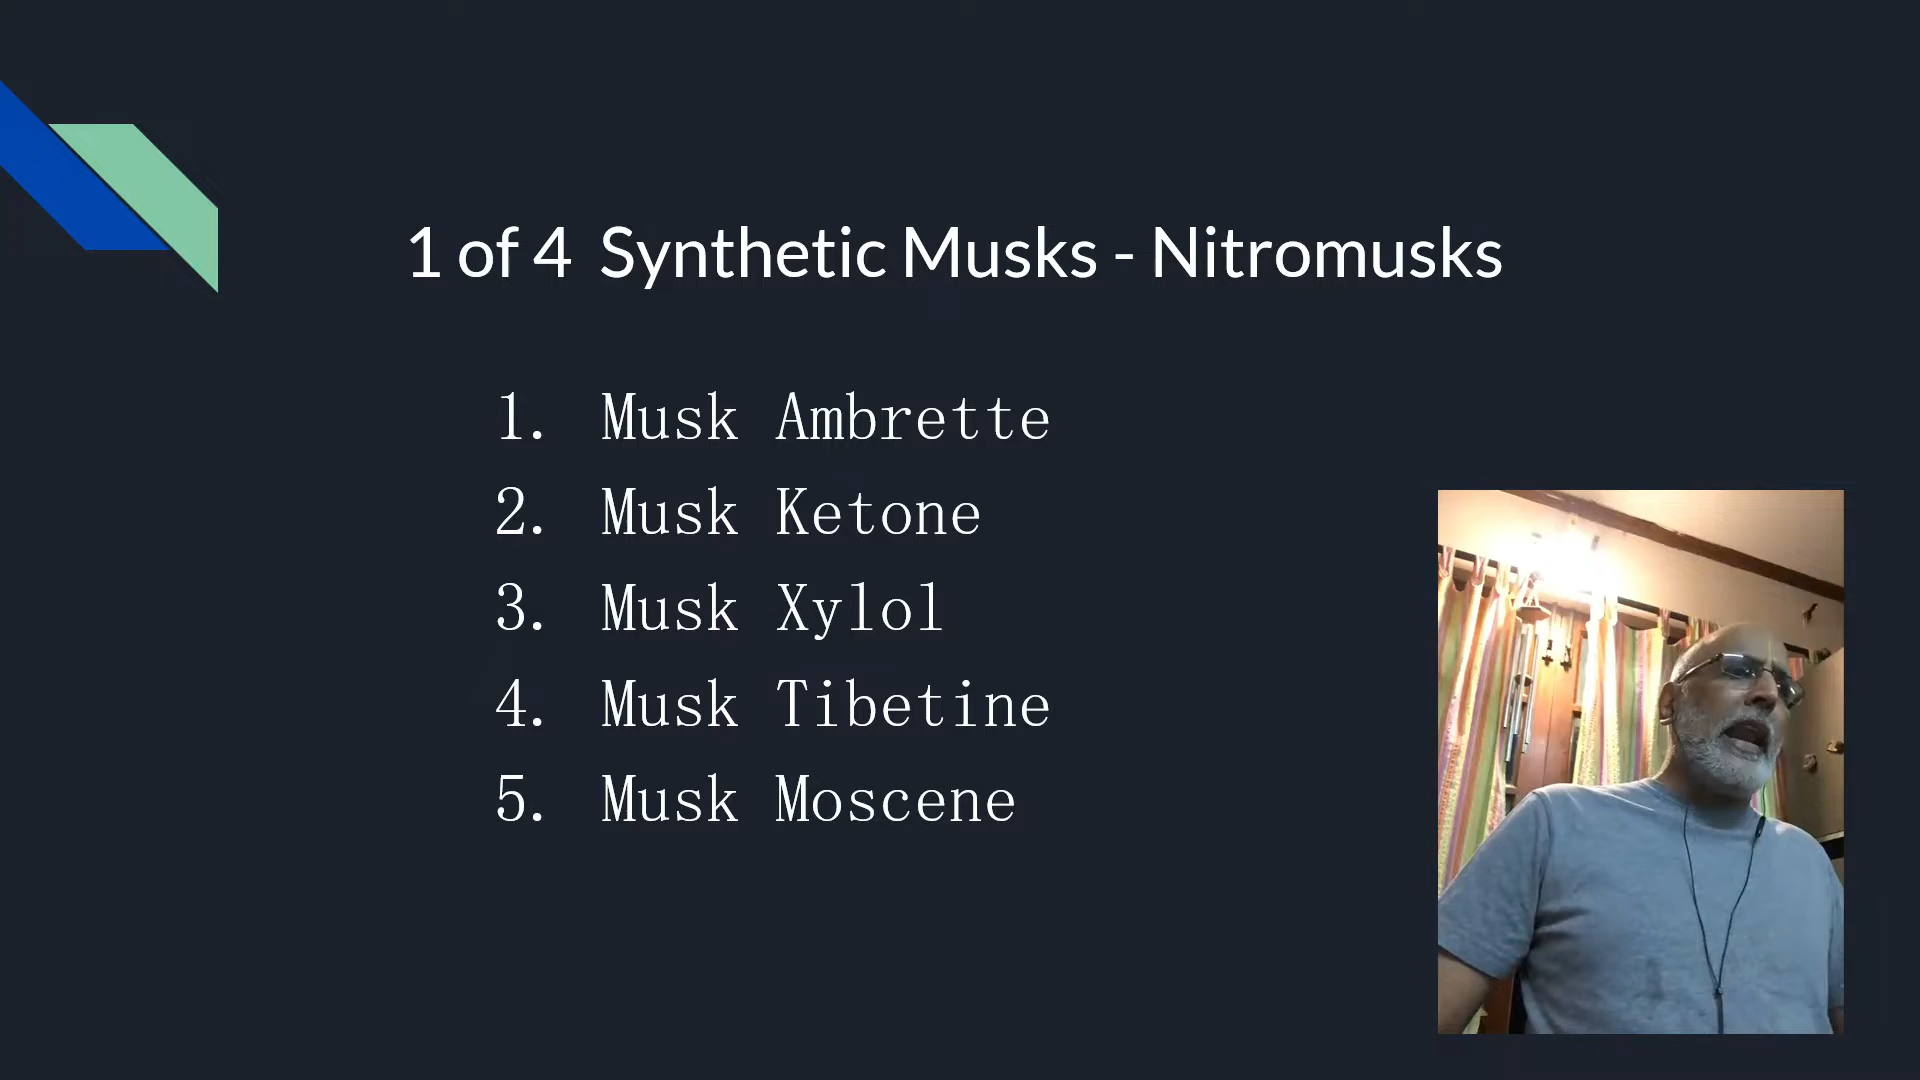 1 of 4 Synthetic Musks - Nitromusks
1. Musk Ambrette
2. Musk Ketone
3. Musk Xylol
4. Musk Tibetine
5. Musk Moscene